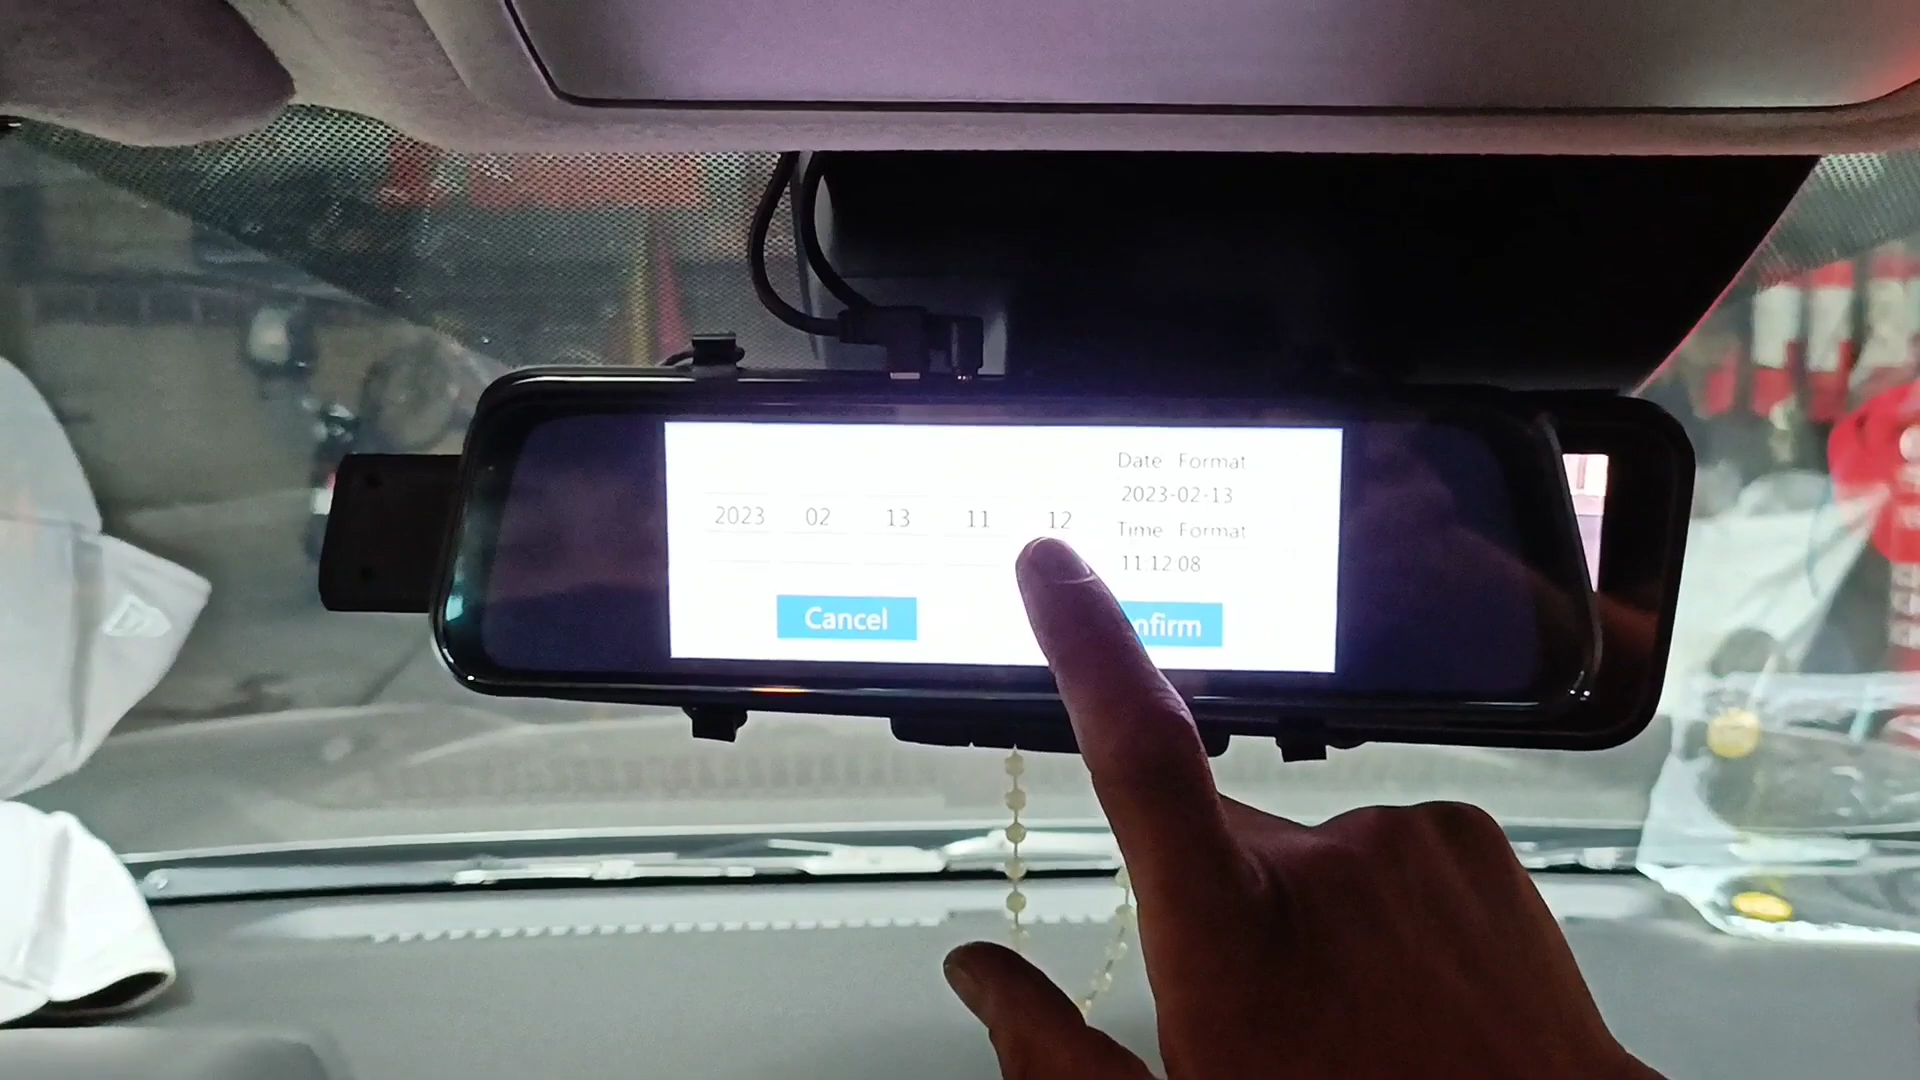 Date Format
2023-02-13
2023 02 13 11 12
Time Format
11:12:08
Cancel
nfirm